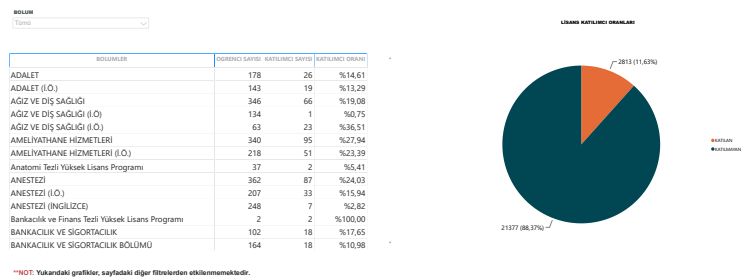 BOLUM
Tümü
LİSANS KATILIMCI ORANLARI
BOLUMLER OGRENCI SAYISI KATILIMCI SAYISI KATILIMCI ORANI
ADALET 178 26 %14,61
ADALET (İ.Ö.) 143 19 %13,29
AĞIZ VE DİŞ SAĞLIĞI 346 66 %19,08
AĞIZ VE DİŞ SAĞLIĞI (İ.Ö) 134 1 %0,75
AĞIZ VE DİŞ SAĞLIĞI (İ.Ö.) 63 23 %36,51
AMELİYATHANE HİZMETLERİ 340 95 %27,94
AMELİYATHANE HİZMETLERİ (İ.Ö.) 218 51 %23,39
Anatomi Tezli Yüksek Lisans Programı 37 2 %5,41
ANESTEZİ 362 87 %24,03
ANESTEZİ (İ.Ö.) 207 33 %15,94
ANESTEZİ (İNGİLİZCE) 248 7 %2,82
Bankacılık ve Finans Tezli Yüksek Lisans Programı 2 2 %100,00
BANKACILIK VE SİGORTACILIK 102 18 %17,65
BANKACILIK VE SİGORTACILIK BÖLÜMÜ 164 18 %10,98
2813 (11,63%)
21377 (88,37%)
KATILAN
KATILMAYAN
**NOT: Yukarıdaki grafikler, sayfadaki diğer filtrelerden etkilenmemektedir.